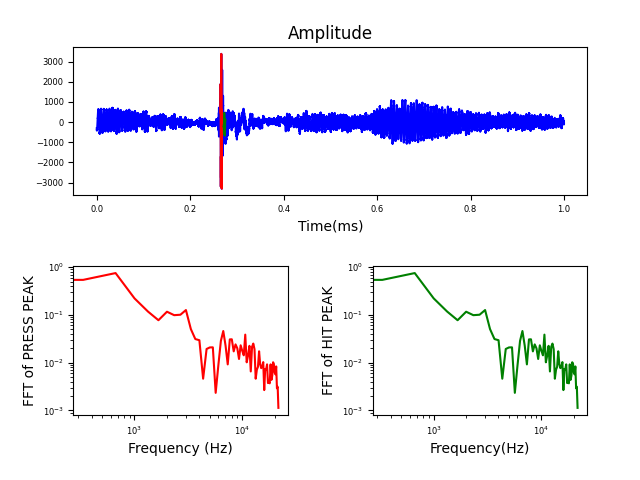 Amplitude
3000
2000
1000
0
−1000
−2000
−3000
0.0 0.2 0.4 0.6 0.8 1.0
Time(ms)
FFT of PRESS PEAK
10⁰
10⁻¹
10⁻²
10⁻³
10³ 10⁴
Frequency (Hz)
FFT of HIT PEAK
10⁰
10⁻¹
10⁻²
10⁻³
10³ 10⁴
Frequency(Hz)